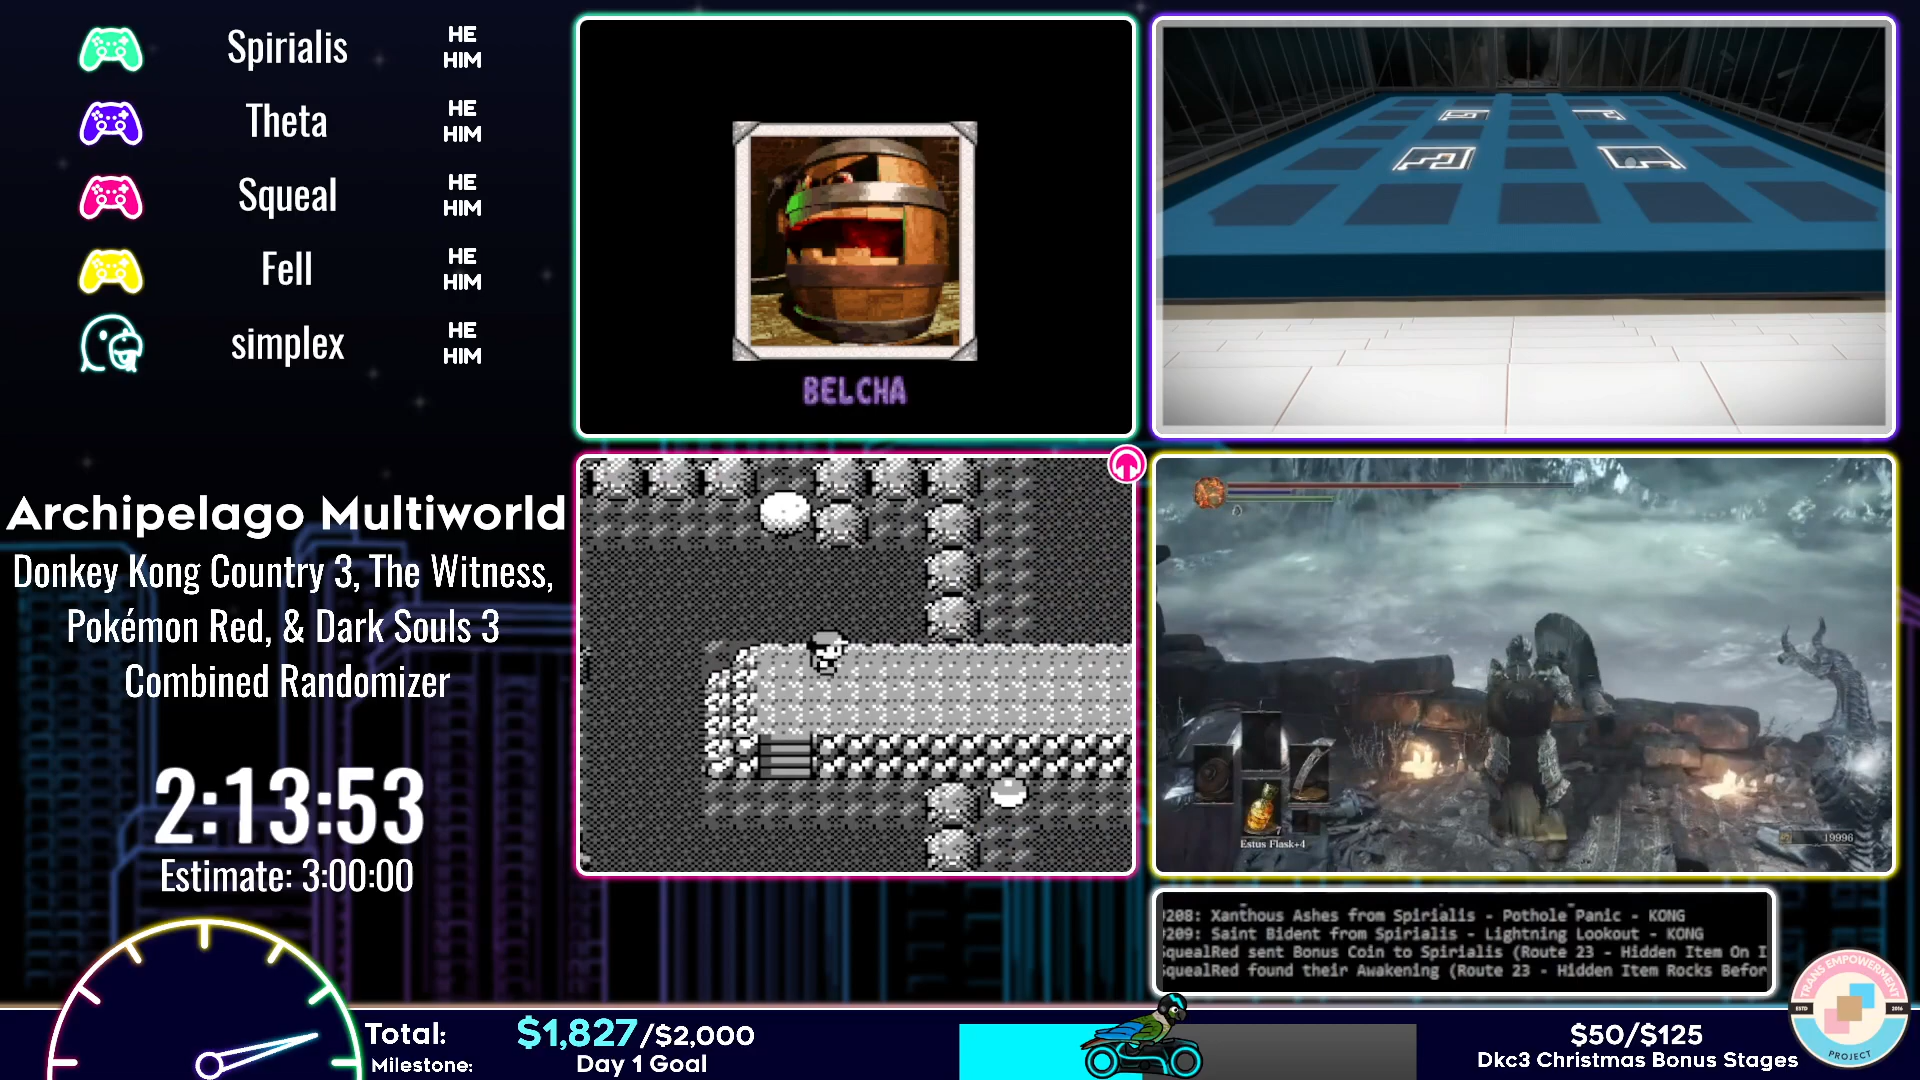 Spirialis
HE
HIM
Theta
HE
HIM
Squeal
HE
HIM
Fell
HE
HIM
simplex
HE
HIM
Archipelago Multiworld
Donkey Kong Country 3, The Witness,
Pokémon Red, & Dark Souls 3
Combined Randomizer
2:13:53
Estimate: 3:00:00
BELCHA
7
Estus Flask+4
19996
208: Xanthous Ashes from Spirialis - Pothole Panic - KONG
209: Saint Bident from Spirialis - Lightning Lookout - KONG
SquealRed sent Bonus Coin to Spirialis (Route 23 - Hidden Item On I
SquealRed found their Awakening (Route 23 - Hidden Item Rocks Befor
Total: $1,827/$2,000
Milestone: Day 1 Goal
$50/$125
Dkc3 Christmas Bonus Stages
TRANS EMPOWERMENT
ESTD 2016
PROJECT